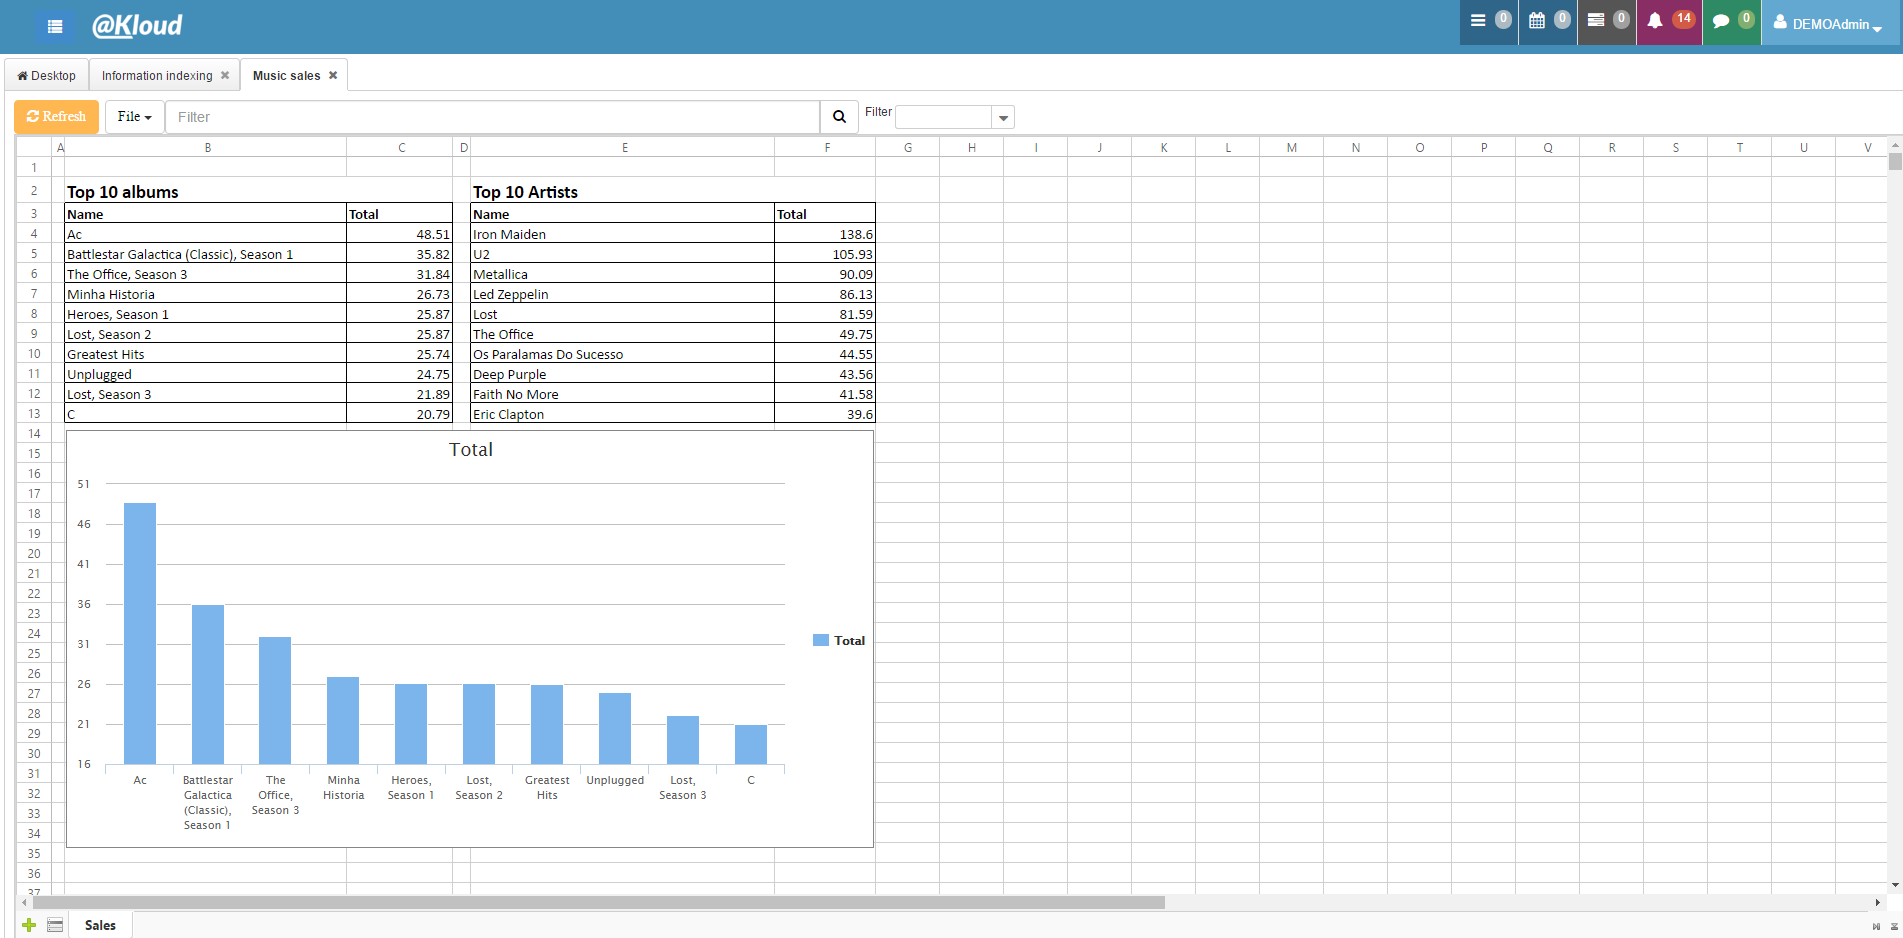 @Kloud
0
0
0
14
0
DEMOAdmin
Desktop
Information indexing
Music sales
Refresh
File
Filter
Filter
A B C D E F G H I J K L M N O P Q R S T U V
1
2 Top 10 albums Top 10 Artists
3 Name Total Name Total
4 Ac 48.51 Iron Maiden 138.6
5 Battlestar Galactica (Classic), Season 1 35.82 U2 105.93
6 The Office, Season 3 31.84 Metallica 90.09
7 Minha Historia 26.73 Led Zeppelin 86.13
8 Heroes, Season 1 25.87 Lost 81.59
9 Lost, Season 2 25.87 The Office 49.75
10 Greatest Hits 25.74 Os Paralamas Do Sucesso 44.55
11 Unplugged 24.75 Deep Purple 43.56
12 Lost, Season 3 21.89 Faith No More 41.58
13 C 20.79 Eric Clapton 39.6
14
15
16
17
18
19
20
21
22
23
24
25
26
27
28
29
30
31
32
33
34
35
36
37
Total
51
46
41
36
31
26
21
16
Total
Ac
Battlestar
Galactica
(Classic),
Season 1
The
Office,
Season 3
Minha
Historia
Heroes,
Season 1
Lost,
Season 2
Greatest
Hits
Unplugged
Lost,
Season 3
C
Sales